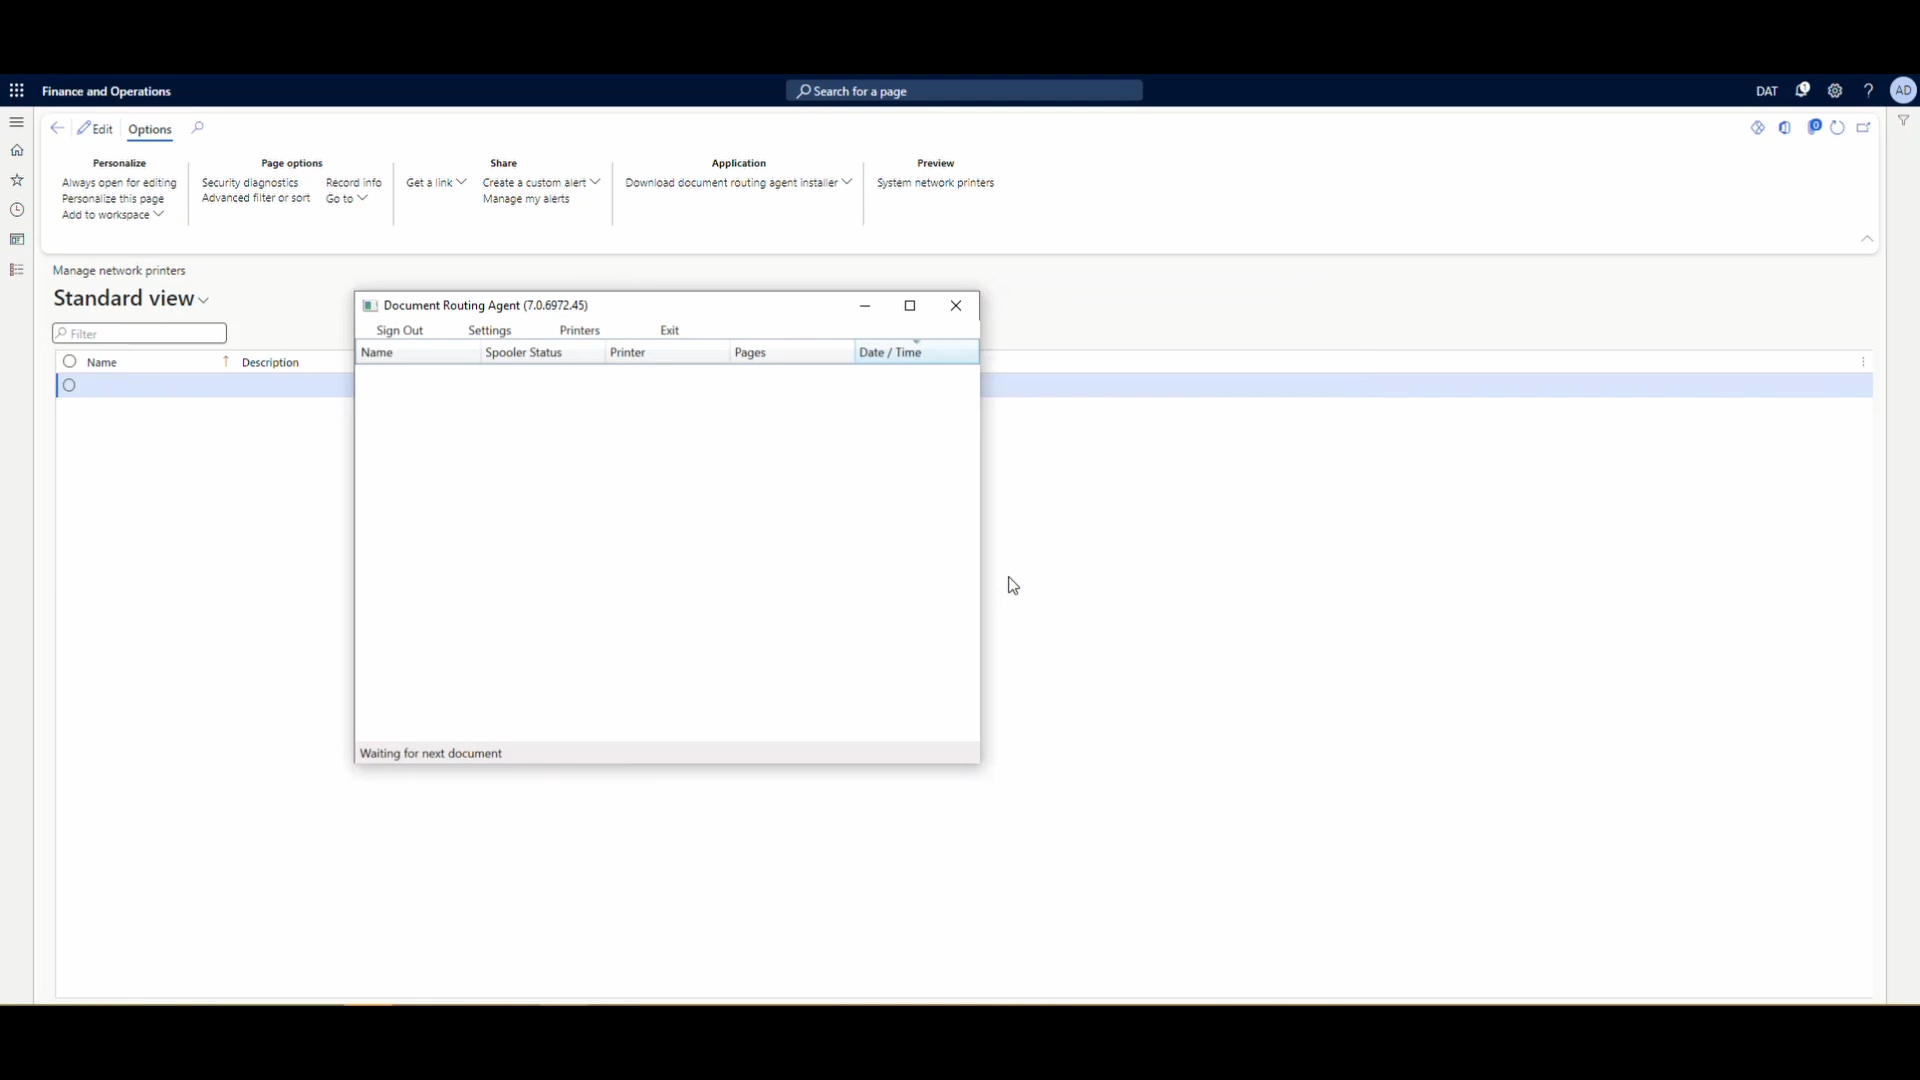 Finance and Operations
Search for a page
DAT
1
?
AD
Edit
Options
0
Personalize
Always open for editing
Personalize this page
Add to workspace
Page options
Security diagnostics
Advanced filter or sort
Record info
Go to
Share
Get a link
Create a custom alert
Manage my alerts
Application
Download document routing agent installer
Preview
System network printers
Manage network printers
Standard view
Filter
Name ↑ Description
Document Routing Agent (7.0.6972.45)
Sign Out Settings Printers Exit
Name Spooler Status Printer Pages Date / Time
Waiting for next document